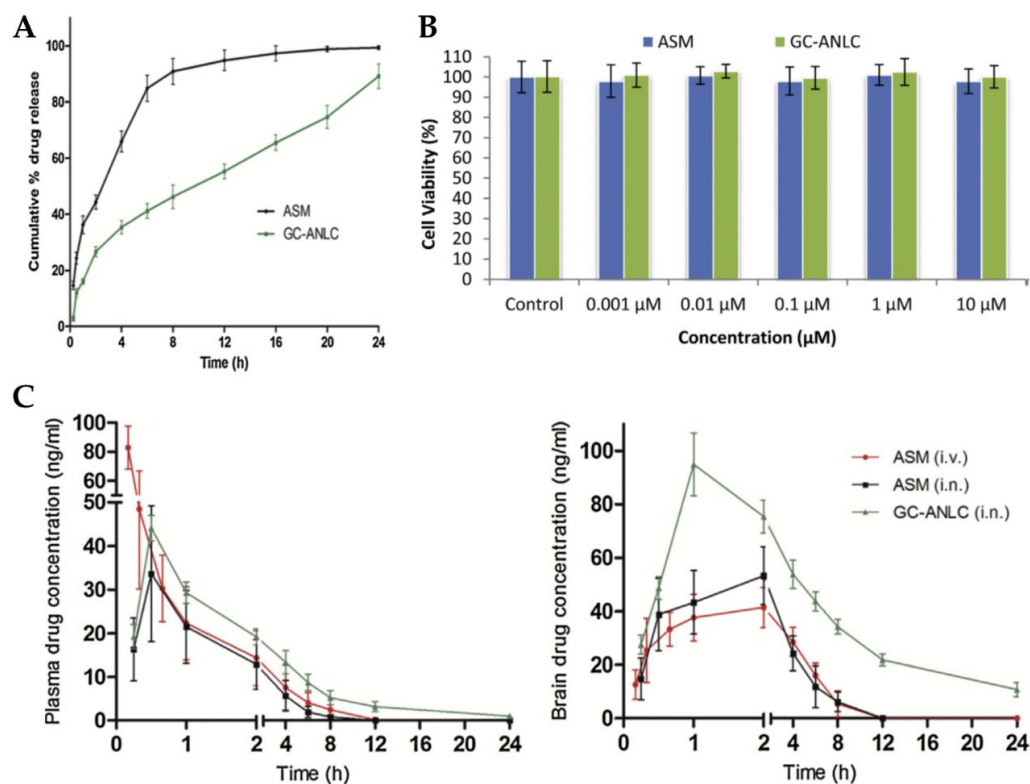 A
Cumulative % drug release
100
80
60
40
20
0
ASM
GC-ANLC
0 4 8 12 16 20 24
Time (h)
B
ASM GC-ANLC
Cell Viability (%)
110
100
90
80
70
60
50
40
30
20
10
0
Control 0.001 µM 0.01 µM 0.1 µM 1 µM 10 µM
Concentration (µM)
C
Plasma drug concentration (ng/ml)
100
80
60
50
40
30
20
10
0
0 1 2 4 8 12 16 20 24
Time (h)
Brain drug concentration (ng/ml)
100
80
60
40
20
0
ASM (i.v.)
ASM (i.n.)
GC-ANLC (i.n.)
0 1 2 4 8 12 16 20 24
Time (h)